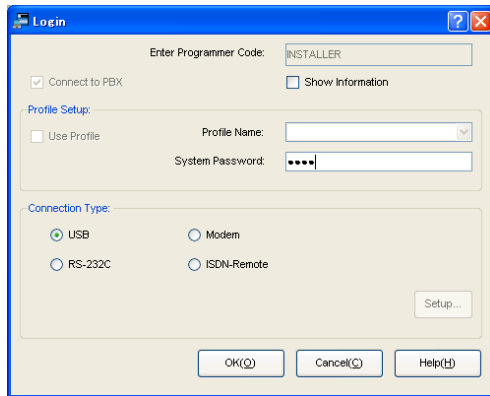 Login
Enter Programmer Code: INSTALLER
Connect to PBX Show Information
Profile Setup:
Use Profile Profile Name:
System Password: ••••
Connection Type:
USB Modem
RS-232C ISDN-Remote
Setup...
OK(O) Cancel(C) Help(H)